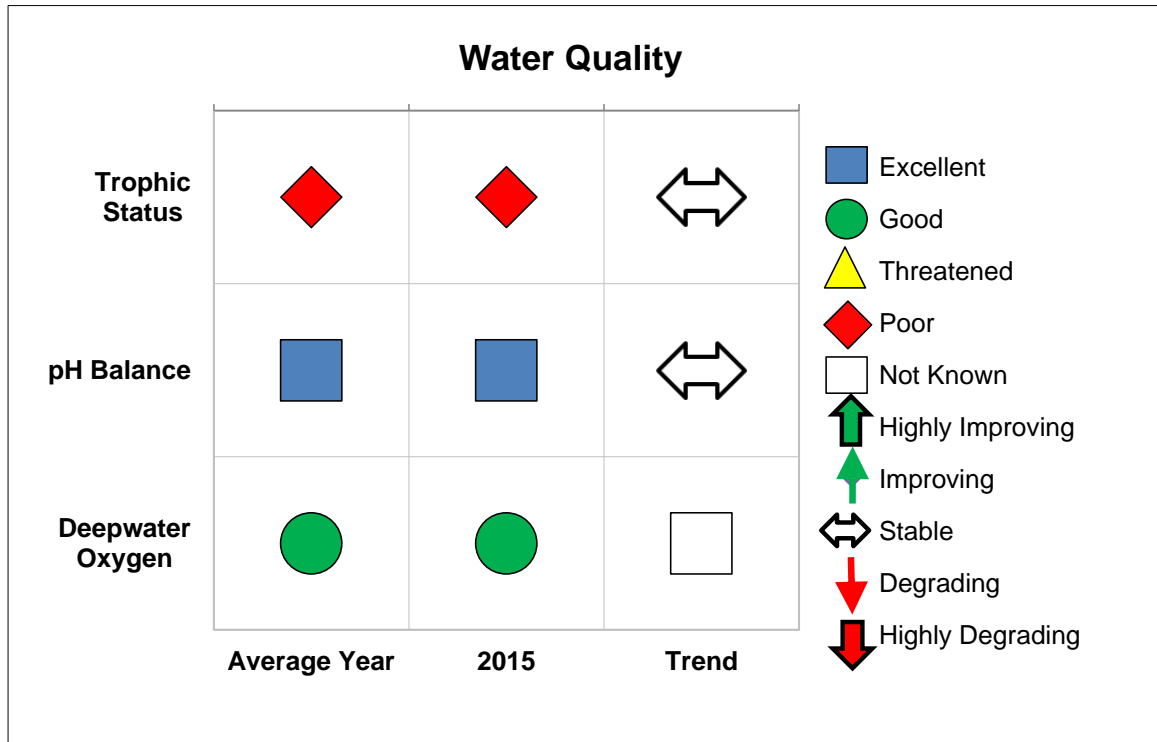 Water Quality
Trophic
Status
pH Balance
Deepwater
Oxygen
Average Year
2015
Trend
Excellent
Good
Threatened
Poor
Not Known
Highly Improving
Improving
Stable
Degrading
Highly Degrading